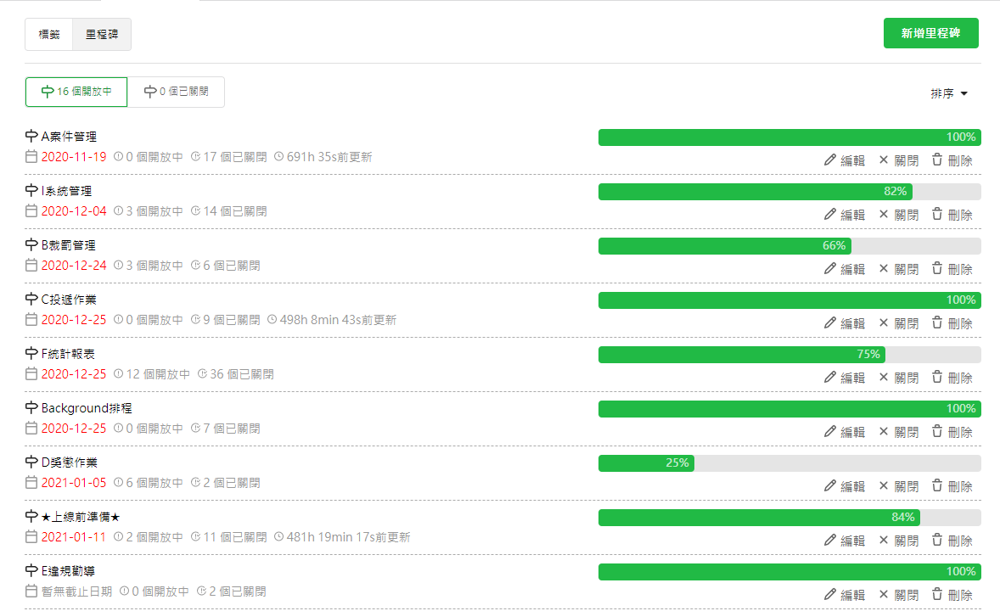 標籤 里程碑 新增里程碑
16 個開放中 0 個已關閉 排序
A案件管理 100%
2020-11-19 0 個開放中 17 個已關閉 691h 35s前更新 編輯 關閉 刪除
I系統管理 82%
2020-12-04 3 個開放中 14 個已關閉 編輯 關閉 刪除
B裁罰管理 66%
2020-12-24 3 個開放中 6 個已關閉 編輯 關閉 刪除
C投遞作業 100%
2020-12-25 0 個開放中 9 個已關閉 498h 8min 43s前更新 編輯 關閉 刪除
F統計報表 75%
2020-12-25 12 個開放中 36 個已關閉 編輯 關閉 刪除
Background排程 100%
2020-12-25 0 個開放中 7 個已關閉 編輯 關閉 刪除
D獎懲作業 25%
2021-01-05 6 個開放中 2 個已關閉 編輯 關閉 刪除
★上線前準備★ 84%
2021-01-11 2 個開放中 11 個已關閉 481h 19min 17s前更新 編輯 關閉 刪除
E違規勸導 100%
暫無截止日期 0 個開放中 2 個已關閉 編輯 關閉 刪除